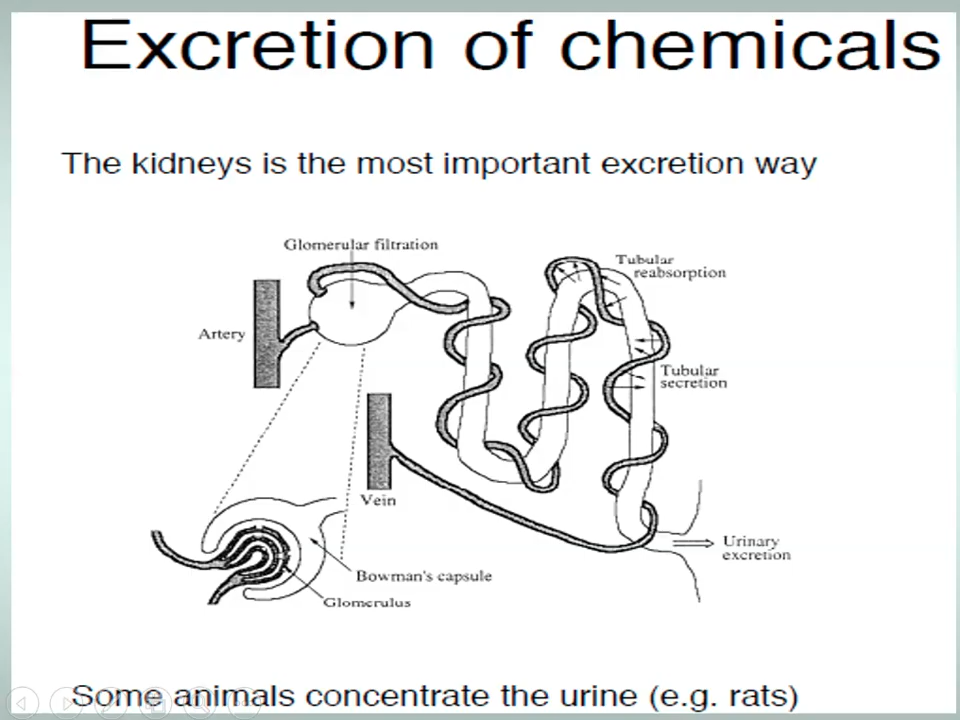 Excretion of chemicals
The kidneys is the most important excretion way
Glomerular filtration
Tubular
reabsorption
Artery
Tubular
secretion
Vein
Urinary
excretion
Bowman's capsule
Glomerulus
Some animals concentrate the urine (e.g. rats)